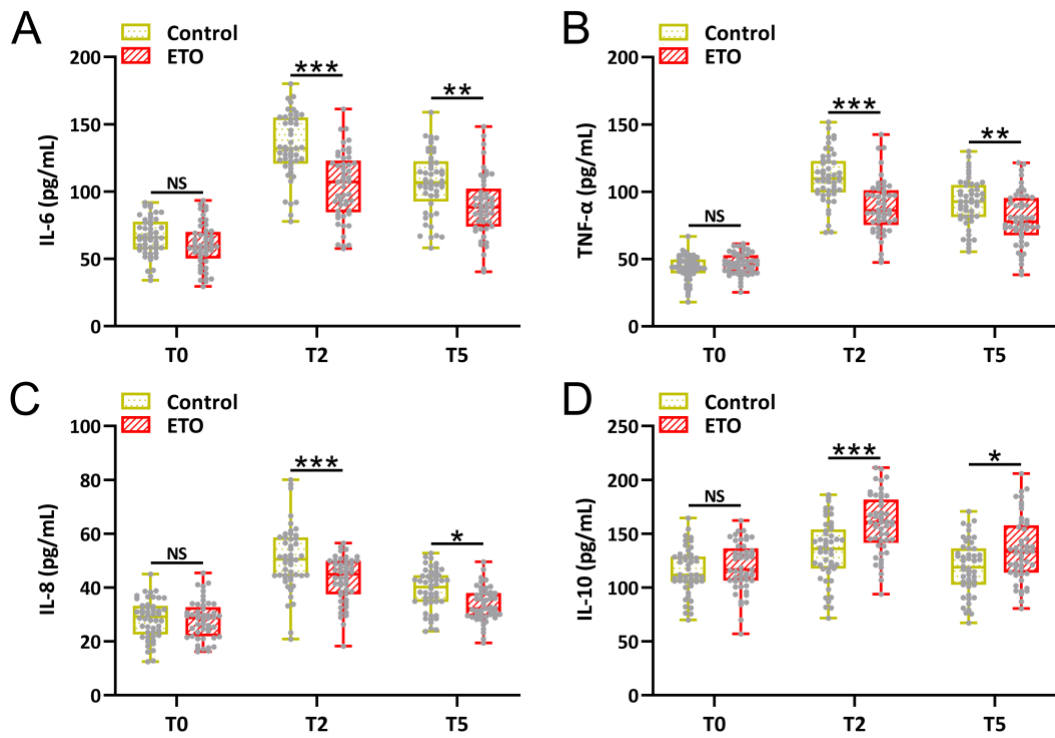 A
Control
ETO
IL-6 (pg/mL)
200
150
100
50
0
NS
***
**
T0
T2
T5
B
Control
ETO
TNF-α (pg/mL)
200
150
100
50
0
NS
***
**
T0
T2
T5
C
Control
ETO
IL-8 (pg/mL)
100
80
60
40
20
0
NS
***
*
T0
T2
T5
D
Control
ETO
IL-10 (pg/mL)
250
200
150
100
50
0
NS
***
*
T0
T2
T5